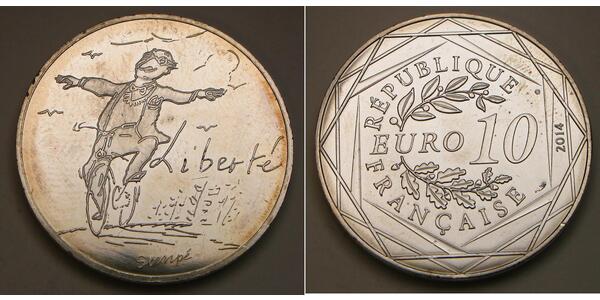 Liberté
Sempé
RÉPUBLIQUE
EURO 10
2014
FRANÇAISE